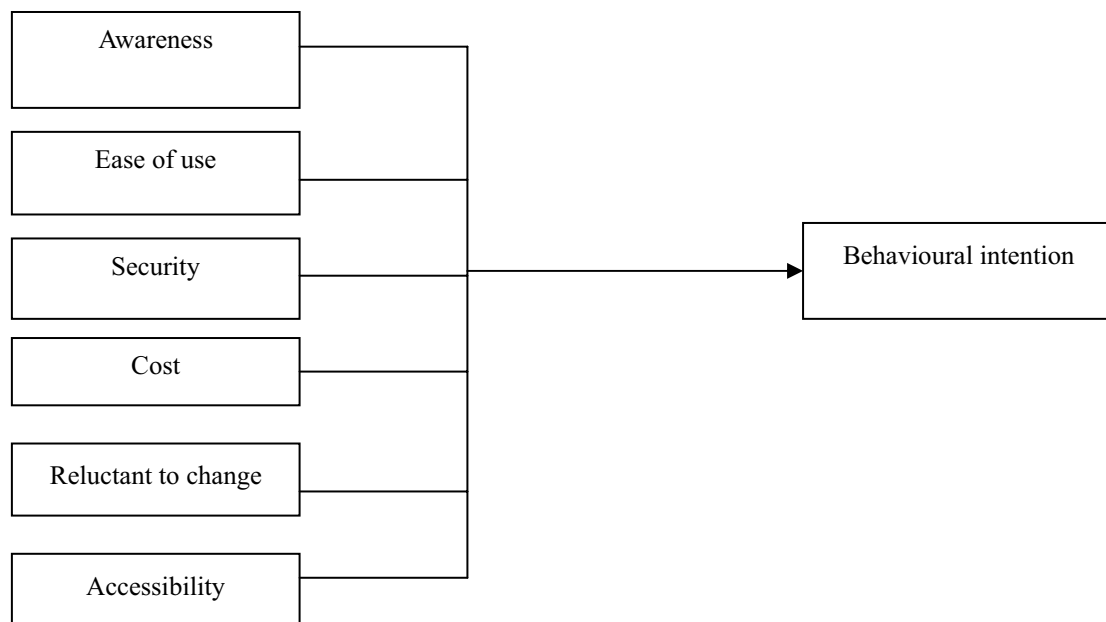 Awareness
Ease of use
Security
Behavioural intention
Cost
Reluctant to change
Accessibility